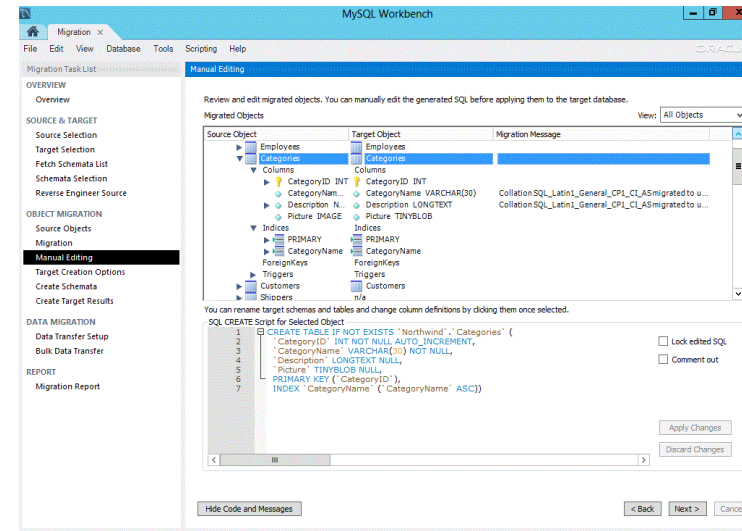 MySQL Workbench
Migration ×
File Edit View Database Tools Scripting Help
ORACLE
Migration Task List
OVERVIEW
Overview
SOURCE & TARGET
Source Selection
Target Selection
Fetch Schemata List
Schemata Selection
Reverse Engineer Source
OBJECT MIGRATION
Source Objects
Migration
Manual Editing
Target Creation Options
Create Schemata
Create Target Results
DATA MIGRATION
Data Transfer Setup
Bulk Data Transfer
REPORT
Migration Report
Manual Editing
Review and edit migrated objects. You can manually edit the generated SQL before applying them to the target database.
Migrated Objects View: All Objects
Source Object Target Object Migration Message
Employees Employees
Categories Categories
Columns Columns
CategoryID INT CategoryID INT
CategoryNam... CategoryName VARCHAR(30) Collation SQL_Latin1_General_CP1_CI_AS migrated to u...
Description N... Description LONGTEXT Collation SQL_Latin1_General_CP1_CI_AS migrated to u...
Picture IMAGE Picture TINYBLOB
Indices Indices
PRIMARY PRIMARY
CategoryName CategoryName
ForeignKeys ForeignKeys
Triggers Triggers
Customers Customers
Shippers n/a
You can rename target schemas and tables and change column definitions by clicking them once selected.
SQL CREATE Script for Selected Object
1 CREATE TABLE IF NOT EXISTS `Northwind`.`Categories` (
2 `CategoryID` INT NOT NULL AUTO_INCREMENT,
3 `CategoryName` VARCHAR(30) NOT NULL,
4 `Description` LONGTEXT NULL,
5 `Picture` TINYBLOB NULL,
6 PRIMARY KEY (`CategoryID`),
7 INDEX `CategoryName` (`CategoryName` ASC))
Lock edited SQL
Comment out
Apply Changes
Discard Changes
Hide Code and Messages < Back Next > Cance